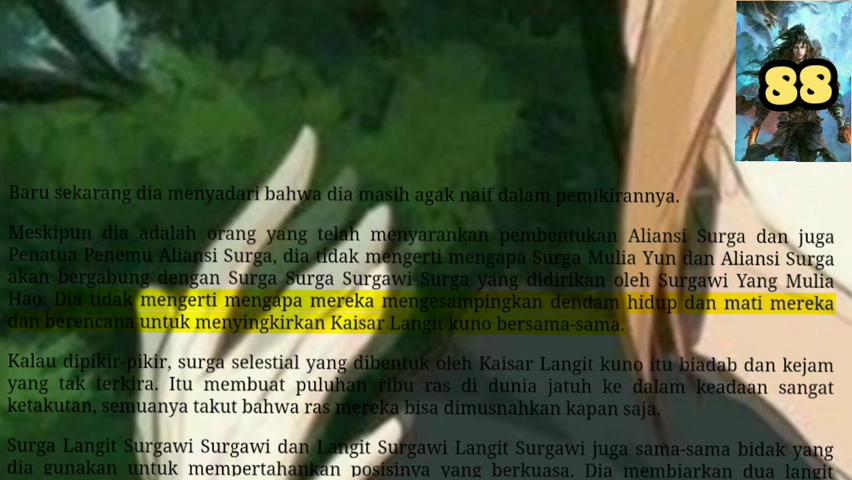 88
Baru sekarang dia menyadari bahwa dia masih agak naif dalam pemikirannya.
Meskipun dia adalah orang yang telah menyarankan pembentukan Aliansi Surga dan juga
Penatua Penemu Aliansi Surga, dia tidak mengerti mengapa Surga Mulia Yun dan Aliansi Surga
akan bergabung dengan Surga Surga Surgawi Surga yang didirikan oleh Surgawi Yang Mulia
Hao. Dia tidak mengerti mengapa mereka mengesampingkan dendam hidup dan mati mereka
dan berencana untuk menyingkirkan Kaisar Langit kuno bersama-sama.
Kalau dipikir-pikir, surga selestial yang dibentuk oleh Kaisar Langit kuno itu biadab dan kejam
yang tak terkira. Itu membuat puluhan ribu ras di dunia jatuh ke dalam keadaan sangat
ketakutan, semuanya takut bahwa ras mereka bisa dimusnahkan kapan saja.
Surga Langit Surgawi Surgawi dan Langit Surgawi Langit Surgawi juga sama-sama bidak yang
dia gunakan untuk mempertahankan posisinya yang berkuasa. Dia membiarkan dua langit